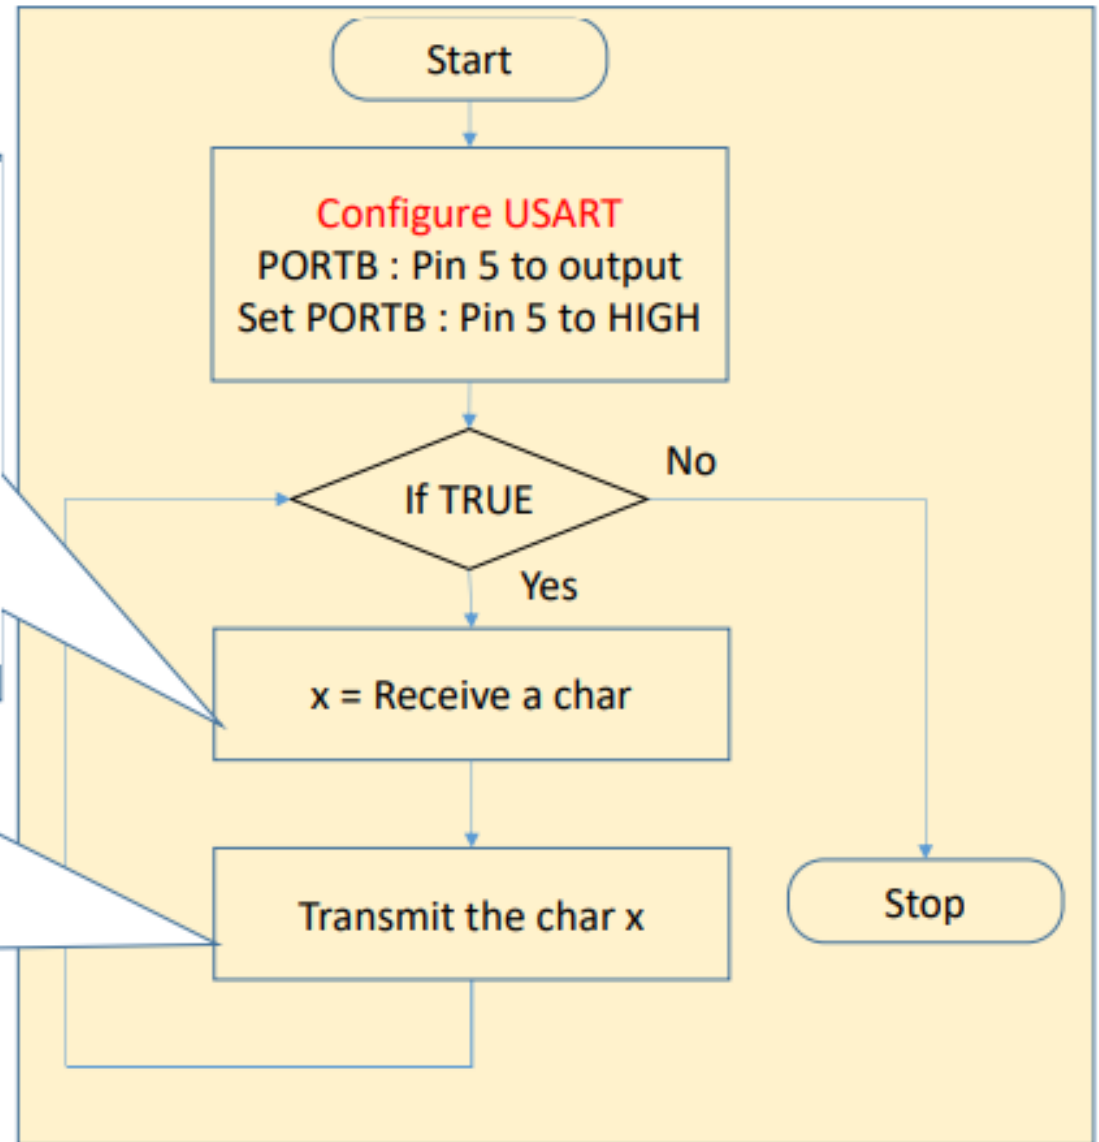 Start
Configure USART
PORTB : Pin 5 to output
Set PORTB : Pin 5 to HIGH
If TRUE
No
Yes
x = Receive a char
Transmit the char x
Stop